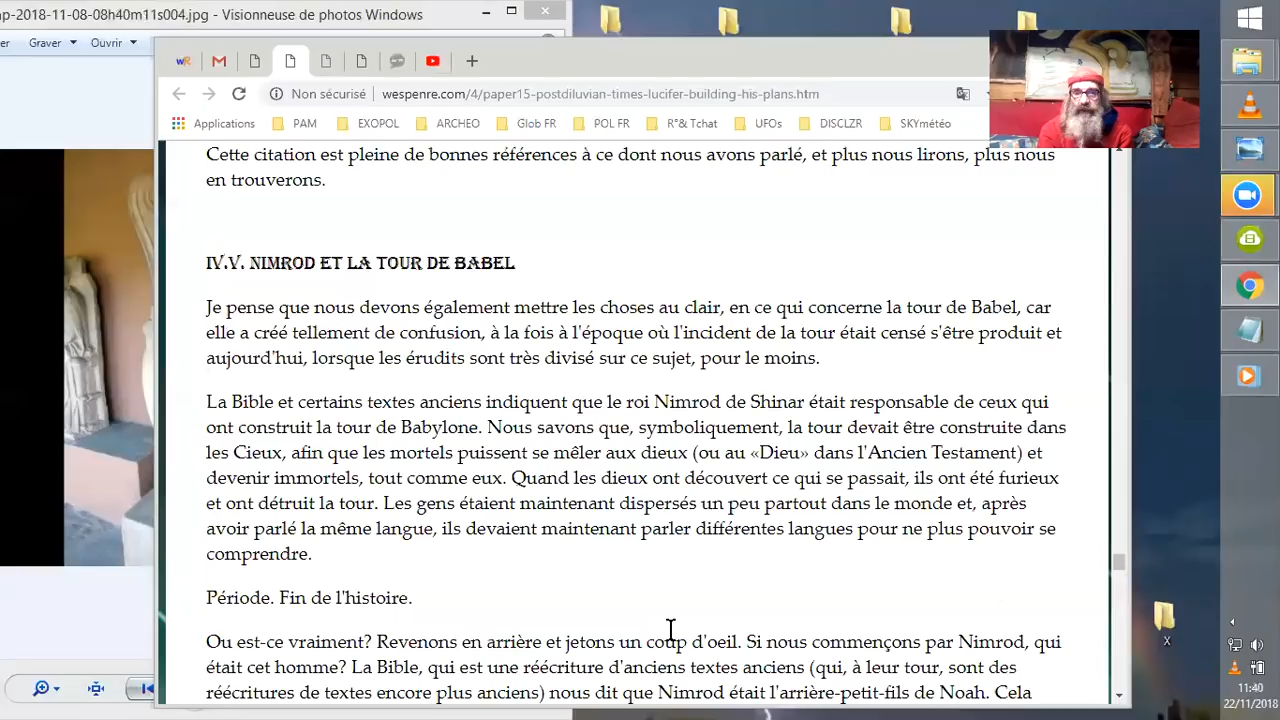 ap-2018-11-08-08h40m11s004.jpg - Visionneuse de photos Windows
Graver
Ouvrir
wR
Non sécurisé
wespenre.com/4/paper15-postdiluvian-times-lucifer-building-his-plans.htm
Applications
PAM
EXOPOL
ARCHEO
Glob FR
POL FR
R°& Tchat
UFOs
DISCLZR
SKYmétéo
Cette citation est pleine de bonnes références à ce dont nous avons parlé, et plus nous lirons, plus nous
en trouverons.
IV.V. NIMROD ET LA TOUR DE BABEL
Je pense que nous devons également mettre les choses au clair, en ce qui concerne la tour de Babel, car
elle a créé tellement de confusion, à la fois à l'époque où l'incident de la tour était censé s'être produit et
aujourd'hui, lorsque les érudits sont très divisé sur ce sujet, pour le moins.
La Bible et certains textes anciens indiquent que le roi Nimrod de Shinar était responsable de ceux qui
ont construit la tour de Babylone. Nous savons que, symboliquement, la tour devait être construite dans
les Cieux, afin que les mortels puissent se mêler aux dieux (ou au «Dieu» dans l'Ancien Testament) et
devenir immortels, tout comme eux. Quand les dieux ont découvert ce qui se passait, ils ont été furieux
et ont détruit la tour. Les gens étaient maintenant dispersés un peu partout dans le monde et, après
avoir parlé la même langue, ils devaient maintenant parler différentes langues pour ne plus pouvoir se
comprendre.
Période. Fin de l'histoire.
Ou est-ce vraiment? Revenons en arrière et jetons un coup d'oeil. Si nous commençons par Nimrod, qui
était cet homme? La Bible, qui est une réécriture d'anciens textes anciens (qui, à leur tour, sont des
réécritures de textes encore plus anciens) nous dit que Nimrod était l'arrière-petit-fils de Noah. Cela
X
11:40
22/11/2018